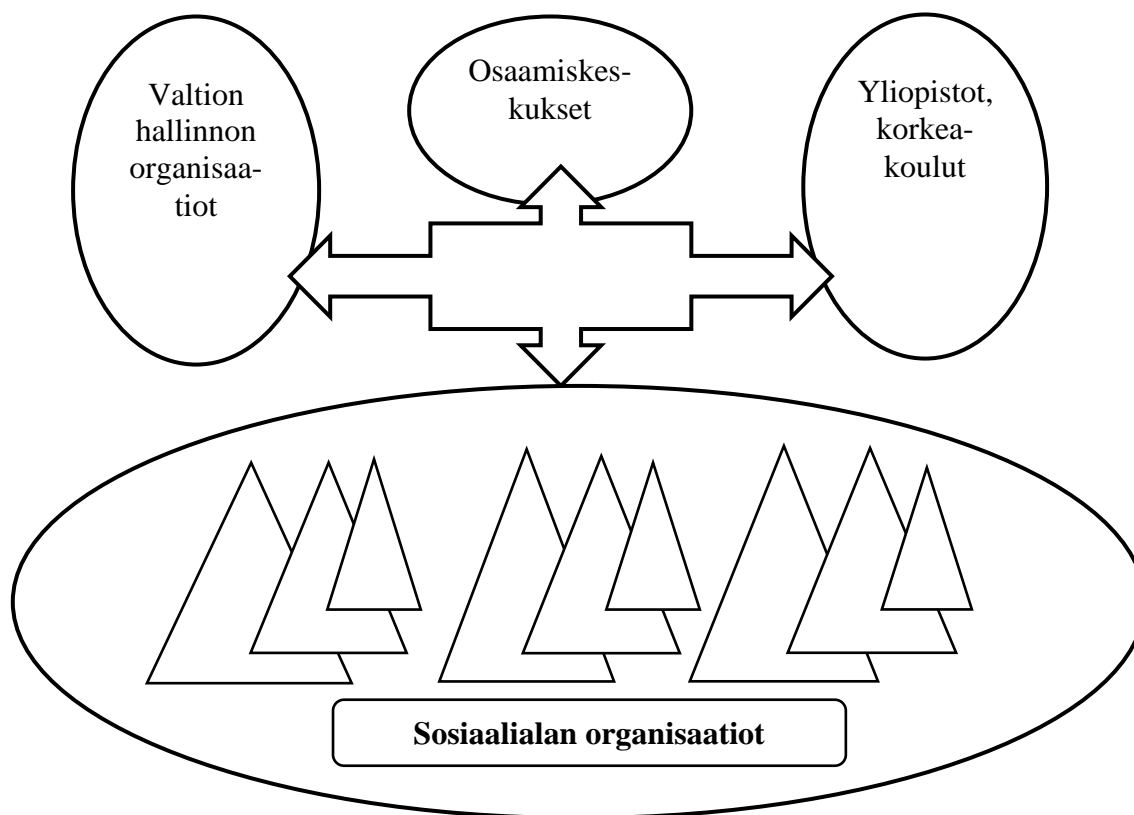 Valtion
hallinnon
organisaa-
tiot
Osaamiskes-
kukset
Yliopistot,
korkea-
koulut
Sosiaalialan organisaatiot